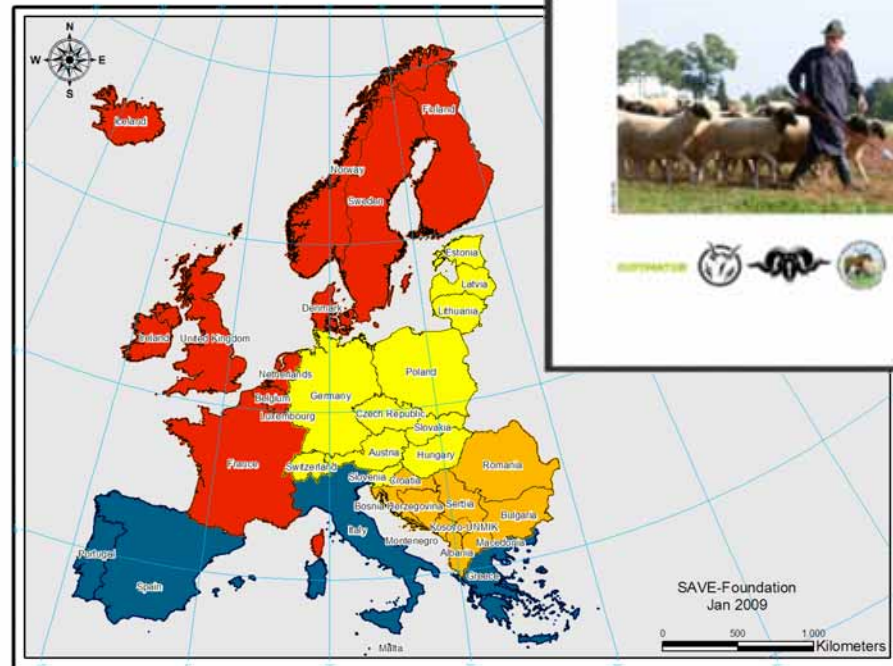 N
W E
S
Iceland
Finland
Norway
Sweden
Estonia
Latvia
Lithuania
Denmark
Ireland
United Kingdom
Netherlands
Belgium
Luxembourg
Germany
Poland
Czech Republic
Slovakia
Austria
Hungary
Switzerland
France
Slovenia
Croatia
Romania
Bosnia Herzegovina
Serbia
Bulgaria
Italy
Kosovo-UNMIK
Montenegro
Macedonia
Albania
Portugal
Spain
Greece
Malta
SAVE-Foundation
Jan 2009
0 500 1.000
Kilometers